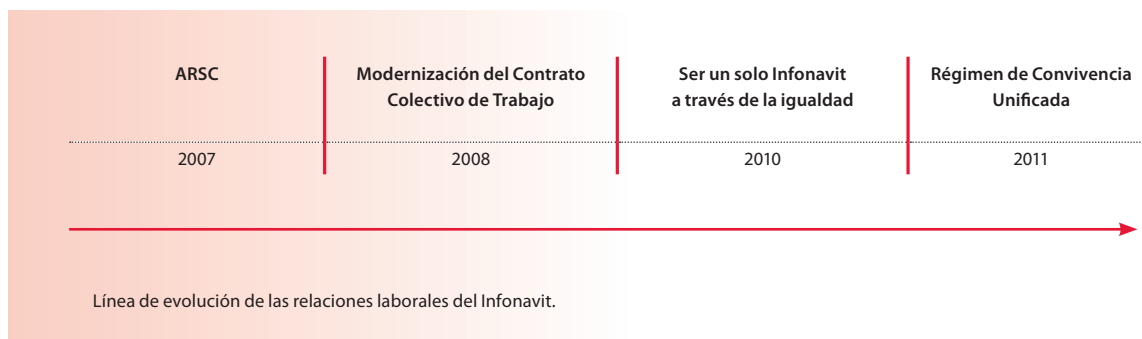 ARSC
Modernización del Contrato
Colectivo de Trabajo
Ser un solo Infonavit
a través de la igualdad
Régimen de Convivencia
Unificada
2007
2008
2010
2011
Línea de evolución de las relaciones laborales del Infonavit.